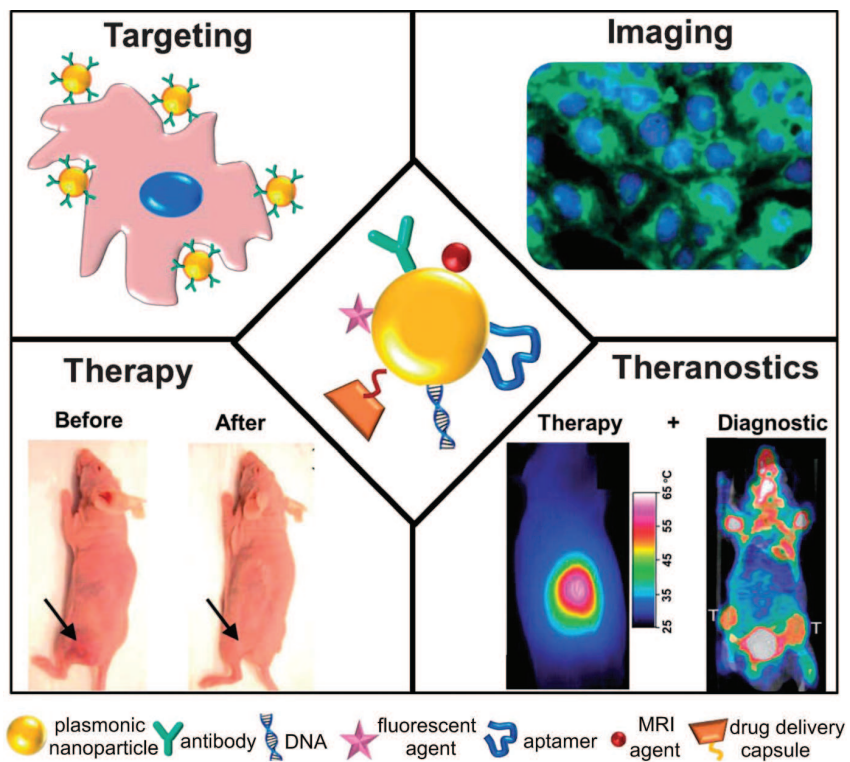 Targeting
Imaging
Therapy
Before
After
Theranostics
Therapy + Diagnostic
65 °C
55
45
35
25
T
T
plasmonic
nanoparticle
antibody
DNA
fluorescent
agent
aptamer
MRI
agent
drug delivery
capsule